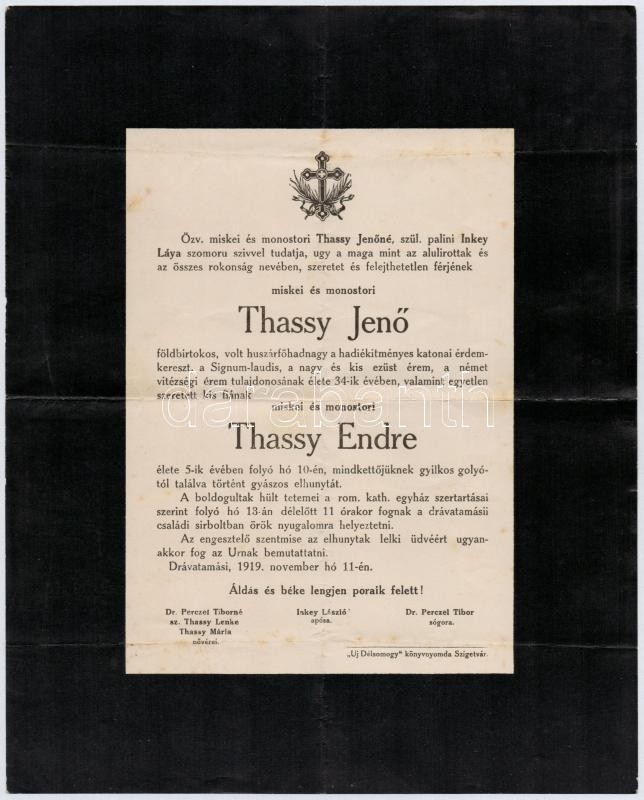 Özv. miskei és monostori Thassy Jenőné, szül. palini Inkey
Láya szomoru szivvel tudatja, ugy a maga mint az alulirottak és
az összes rokonság nevében, szeretet és felejthetetlen férjének
miskei és monostori
Thassy Jenő
földbirtokos, volt huszárfőhadnagy a hadiékitményes katonai érdem-
kereszt, a Signum-laudis, a nagy és kis ezüst érem, a német
vitézségi érem tulajdonosának élete 34-ik évében, valamint egyetlen
szeretett kis fiának
miskei és monostori
Thassy Endre
élete 5-ik évében folyó hó 10-én, mindkettőjüknek gyilkos golyó-
tól találva történt gyászos elhunytát.
A boldogultak hült tetemei a rom. kath. egyház szertartásai
szerint folyó hó 13-án délelőtt 11 órakor fognak a drávatamásii
családi sirboltban örök nyugalomra helyeztetni.
Az engesztelő szentmise az elhunytak lelki üdvéért ugyan-
akkor fog az Urnak bemutattatni.
Drávatamási, 1919. november hó 11-én.
Áldás és béke lengjen poraik felett!
Dr. Perczel Tiborné
sz. Thassy Lenke
Thassy Mária
nővérei.
Inkey László
apósa.
Dr. Perczel Tibor
sógora.
„Uj Délsomogy" könyvnyomda Szigetvár.
darabanth